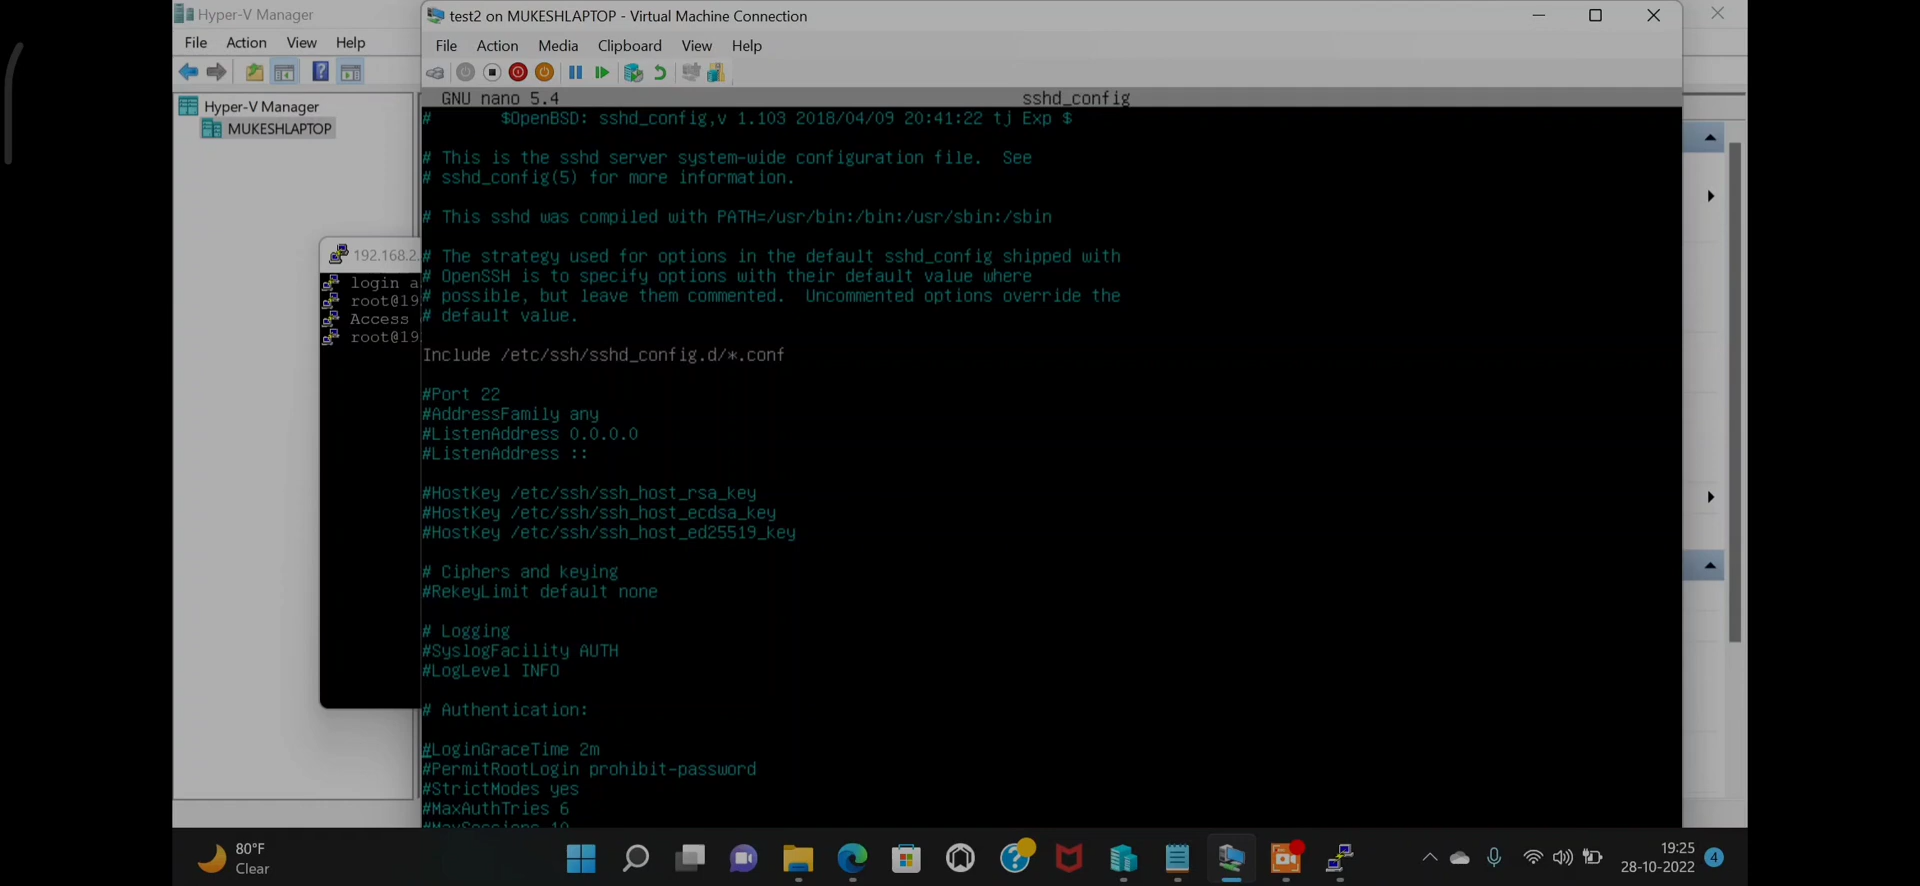 Hyper-V Manager
File Action View Help
Hyper-V Manager
MUKESHLAPTOP
192.168.2.
login a
root@19
Access
root@19
test2 on MUKESHLAPTOP - Virtual Machine Connection
File Action Media Clipboard View Help
GNU nano 5.4 sshd_config
# $OpenBSD: sshd_config,v 1.103 2018/04/09 20:41:22 tj Exp $
# This is the sshd server system-wide configuration file. See
# sshd_config(5) for more information.
# This sshd was compiled with PATH=/usr/bin:/bin:/usr/sbin:/sbin
# The strategy used for options in the default sshd_config shipped with
# OpenSSH is to specify options with their default value where
# possible, but leave them commented. Uncommented options override the
# default value.
Include /etc/ssh/sshd_config.d/*.conf
#Port 22
#AddressFamily any
#ListenAddress 0.0.0.0
#ListenAddress ::
#HostKey /etc/ssh/ssh_host_rsa_key
#HostKey /etc/ssh/ssh_host_ecdsa_key
#HostKey /etc/ssh/ssh_host_ed25519_key
# Ciphers and keying
#RekeyLimit default none
# Logging
#SyslogFacility AUTH
#LogLevel INFO
# Authentication:
#LoginGraceTime 2m
#PermitRootLogin prohibit-password
#StrictModes yes
#MaxAuthTries 6
#MaxSessions 10
80°F
Clear
19:25
28-10-2022
4